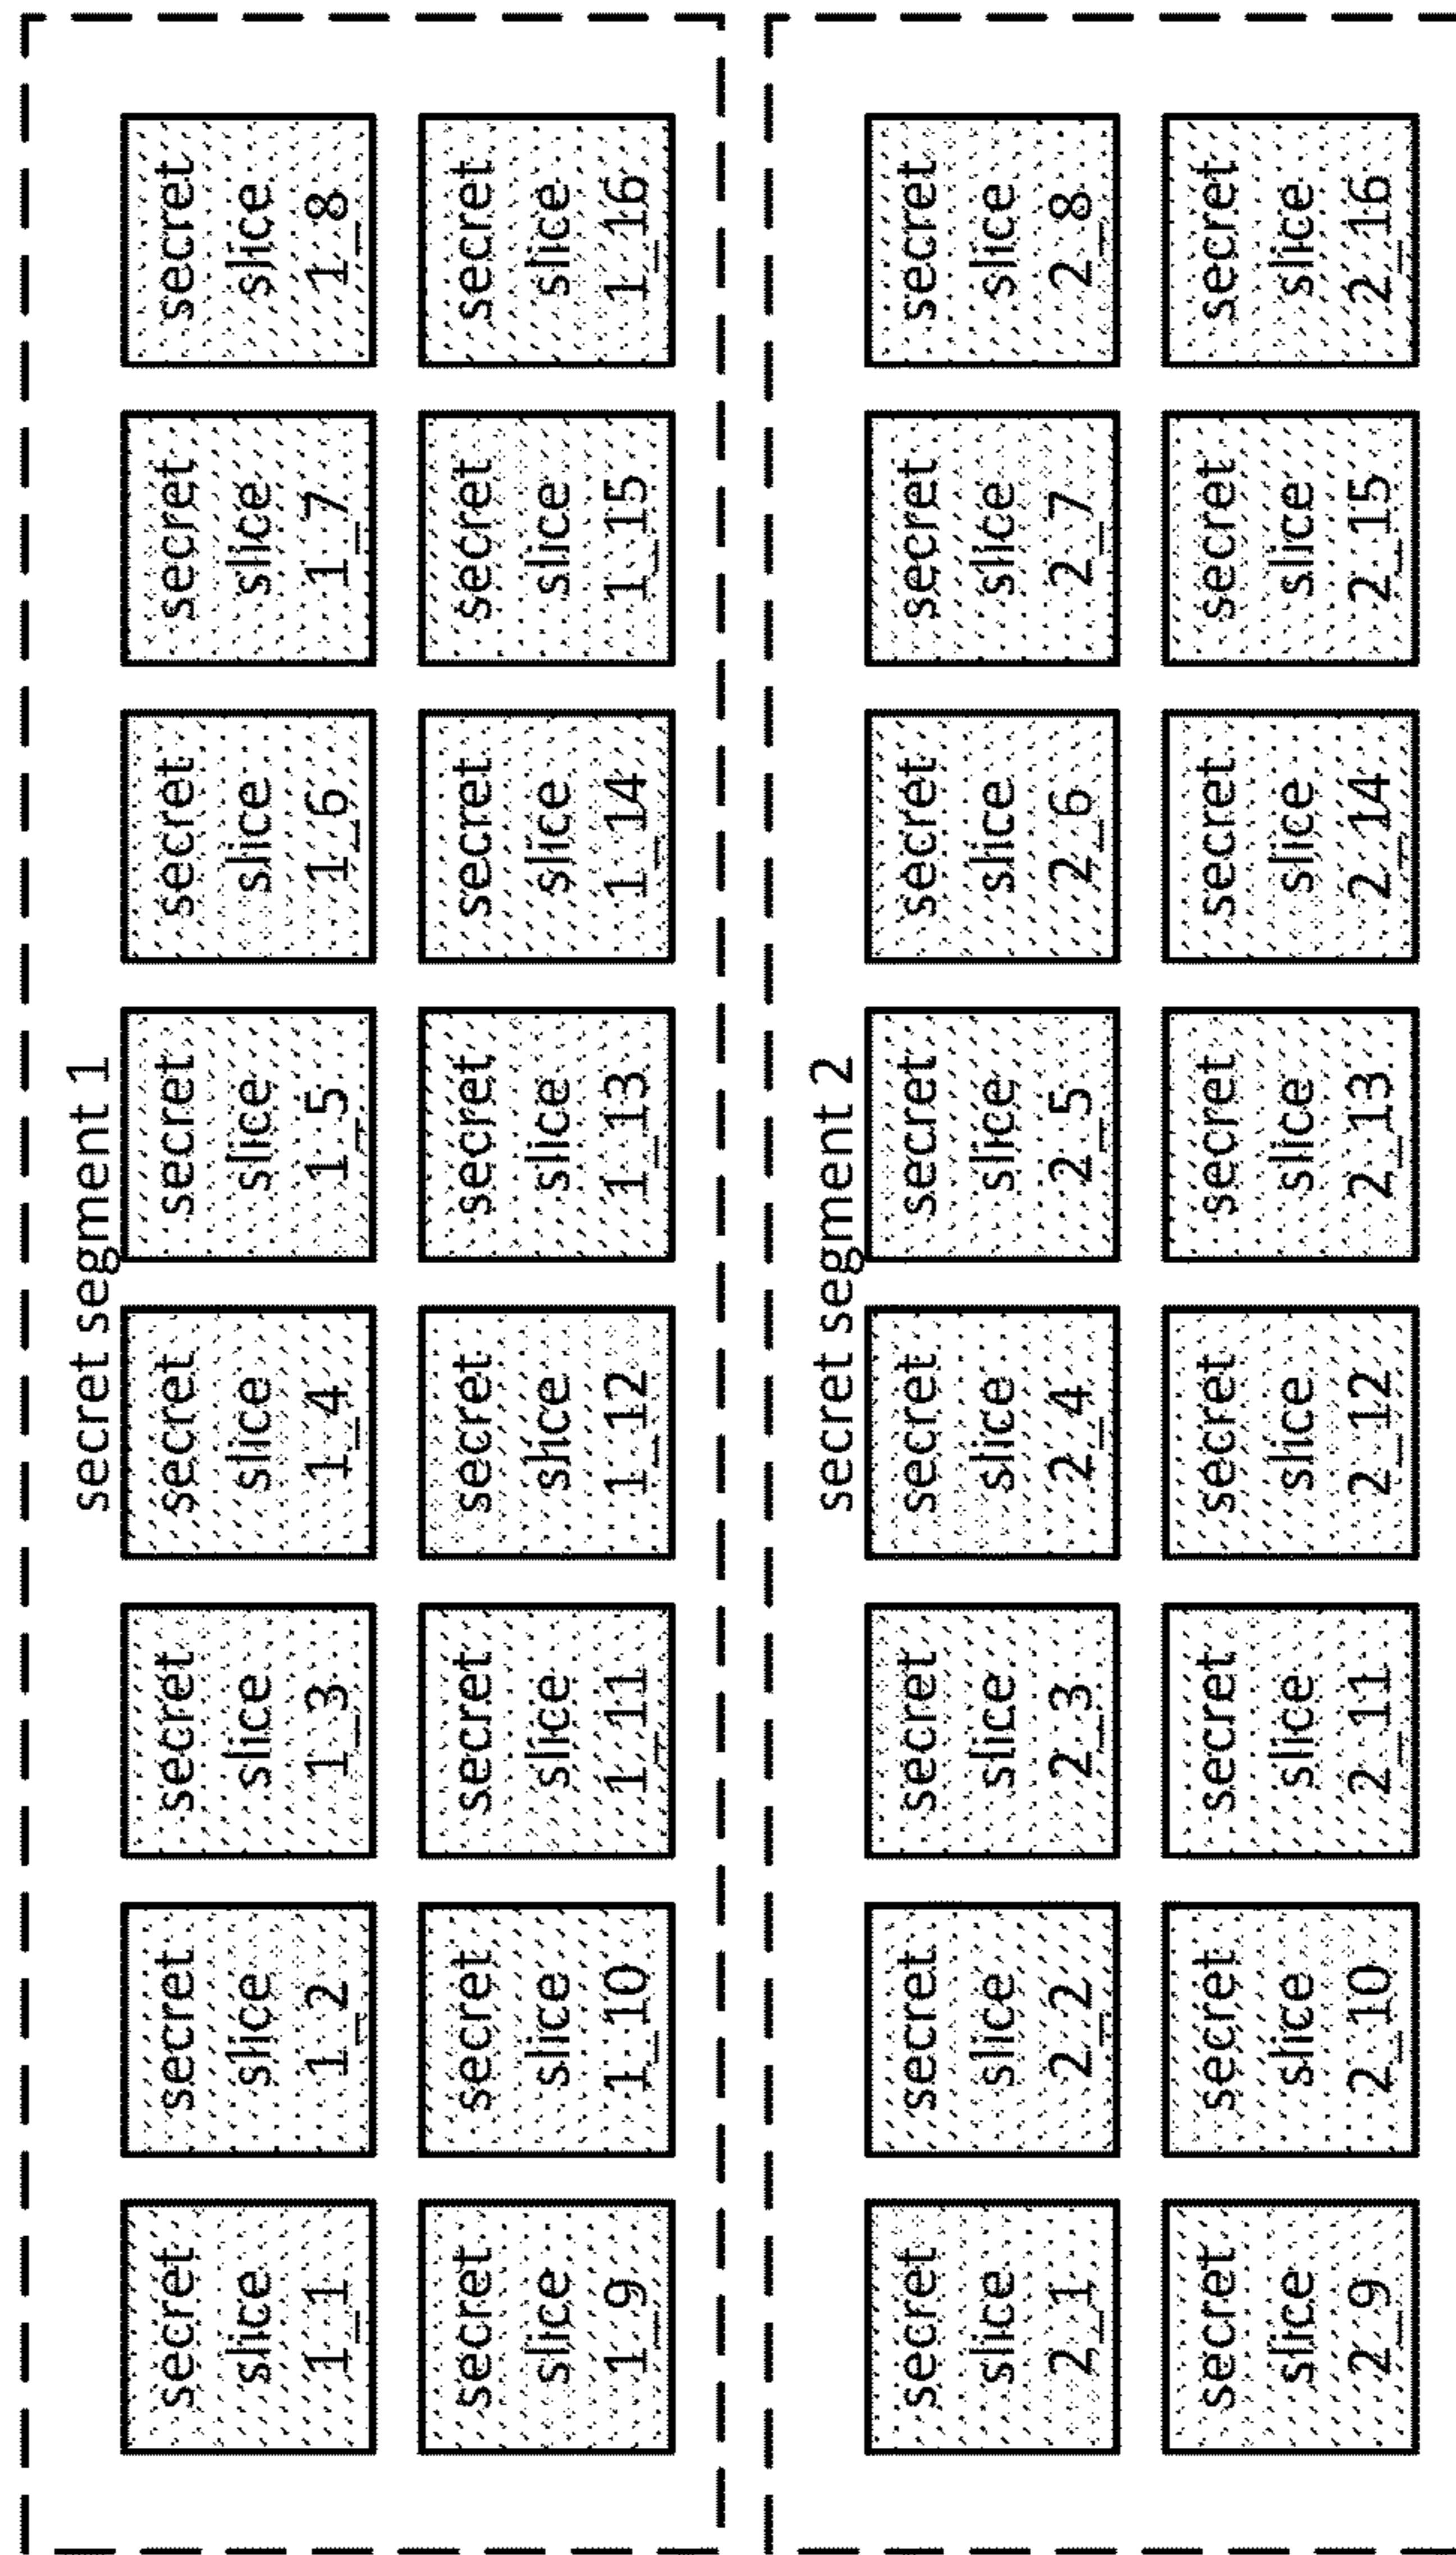 secret segment 1
secret
slice
1_1
secret
slice
1_2
secret
slice
1_3
secret
slice
1_4
secret
slice
1_5
secret
slice
1_6
secret
slice
1_7
secret
slice
1_8
secret
slice
1_9
secret
slice
1_10
secret
slice
1_11
secret
slice
1_12
secret
slice
1_13
secret
slice
1_14
secret
slice
1_15
secret
slice
1_16
secret segment 2
secret
slice
2_1
secret
slice
2_2
secret
slice
2_3
secret
slice
2_4
secret
slice
2_5
secret
slice
2_6
secret
slice
2_7
secret
slice
2_8
secret
slice
2_9
secret
slice
2_10
secret
slice
2_11
secret
slice
2_12
secret
slice
2_13
secret
slice
2_14
secret
slice
2_15
secret
slice
2_16